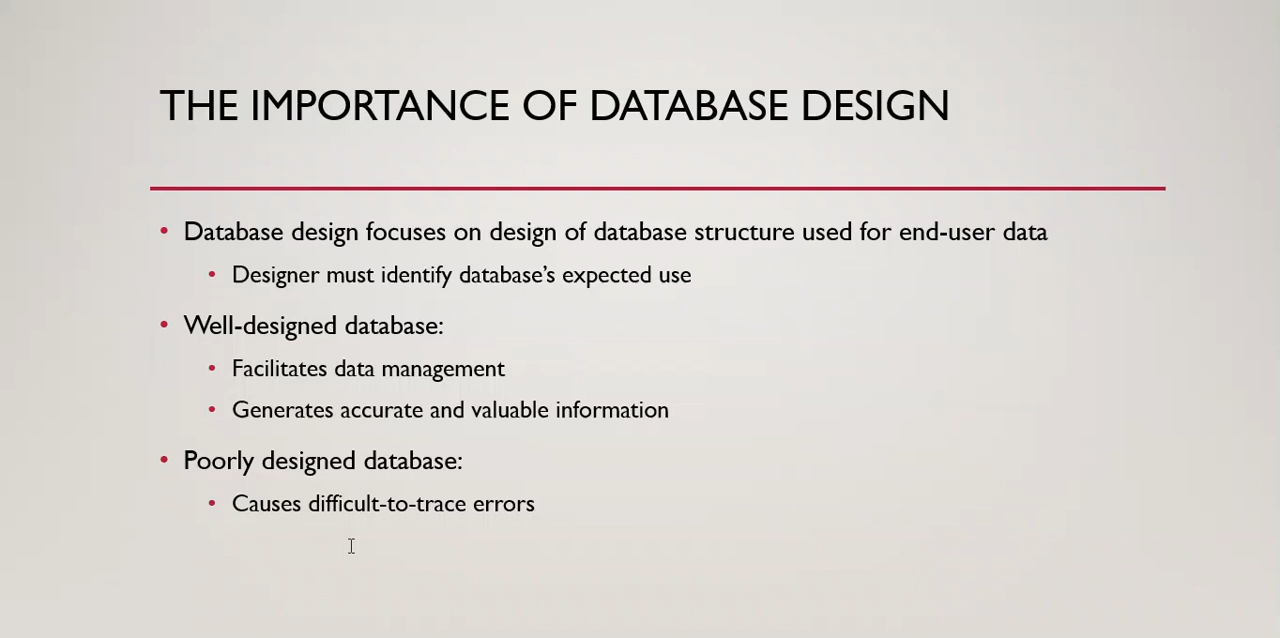 THE IMPORTANCE OF DATABASE DESIGN
• Database design focuses on design of database structure used for end-user data
• Designer must identify database’s expected use
• Well-designed database:
• Facilitates data management
• Generates accurate and valuable information
• Poorly designed database:
• Causes difficult-to-trace errors